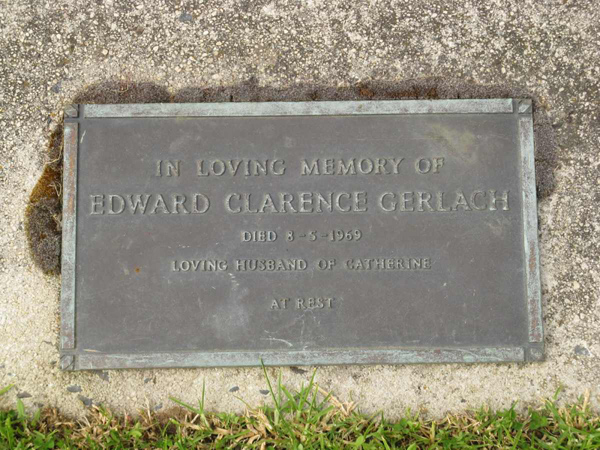 IN LOVING MEMORY OF
EDWARD CLARENCE GERLACH
DIED 8-5-1969
LOVING HUSBAND OF CATHERINE
AT REST